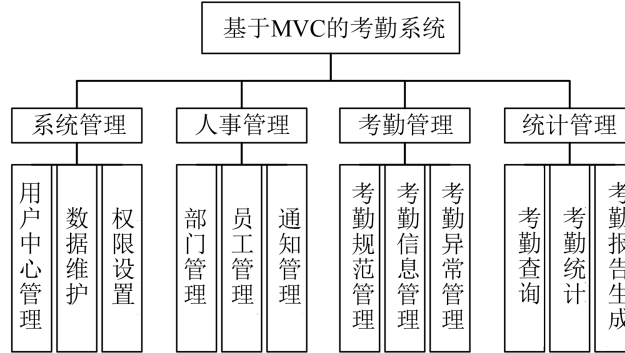 基于MVC的考勤系统
系统管理
人事管理
考勤管理
统计管理
用户中心管理
数据维护
权限设置
部门管理
员工管理
通知管理
考勤规范管理
考勤信息管理
考勤异常管理
考勤查询
考勤统计
考勤报告生成